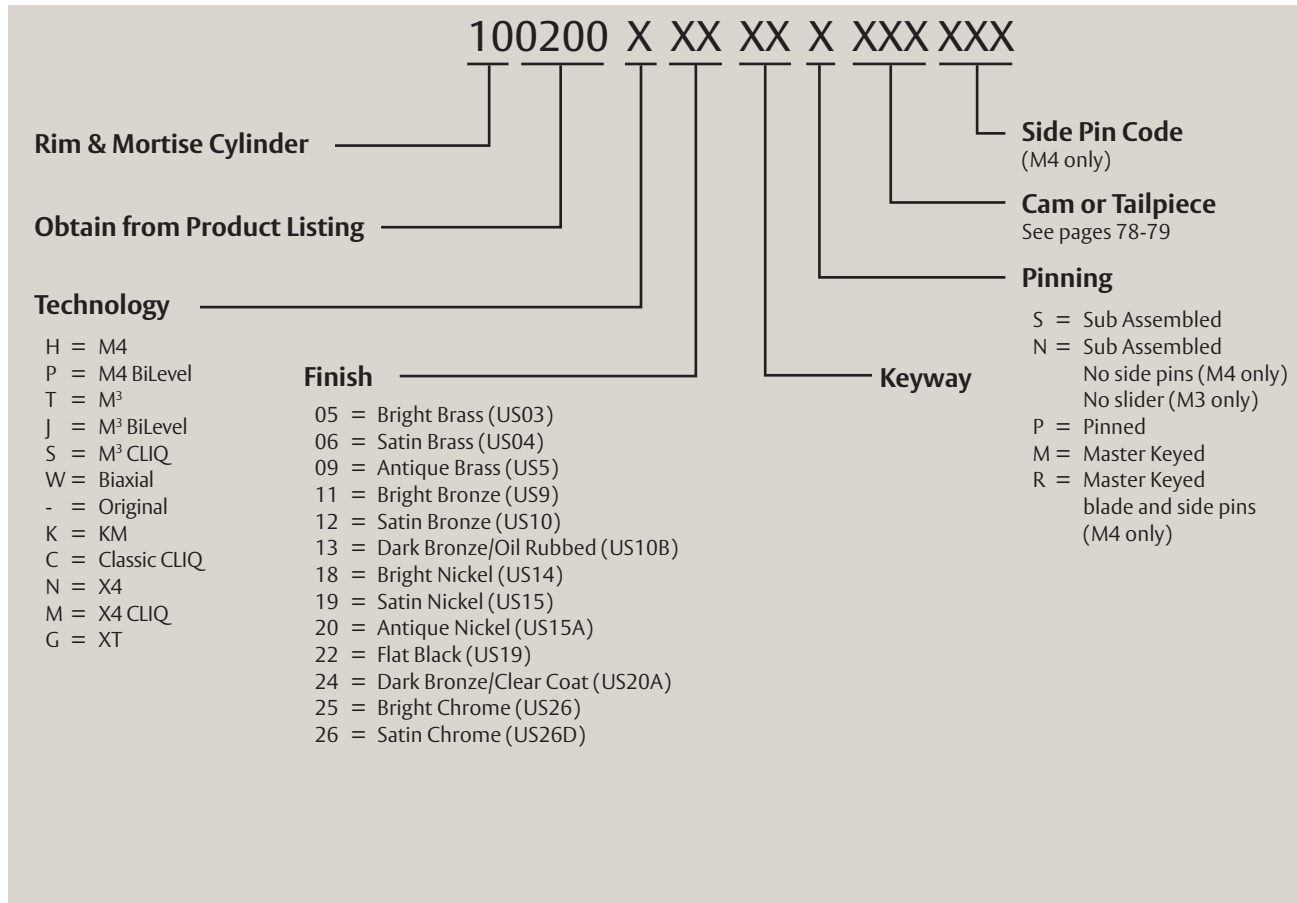 100200 X XX XX X XXX XXX
Rim & Mortise Cylinder
Obtain from Product Listing
Technology
H = M4
P = M4 BiLevel
T = M³
J = M³ BiLevel
S = M³ CLIQ
W = Biaxial
- = Original
K = KM
C = Classic CLIQ
N = X4
M = X4 CLIQ
G = XT
Finish
05 = Bright Brass (US03)
06 = Satin Brass (US04)
09 = Antique Brass (US5)
11 = Bright Bronze (US9)
12 = Satin Bronze (US10)
13 = Dark Bronze/Oil Rubbed (US10B)
18 = Bright Nickel (US14)
19 = Satin Nickel (US15)
20 = Antique Nickel (US15A)
22 = Flat Black (US19)
24 = Dark Bronze/Clear Coat (US20A)
25 = Bright Chrome (US26)
26 = Satin Chrome (US26D)
Keyway
Side Pin Code
(M4 only)
Cam or Tailpiece
See pages 78-79
Pinning
S = Sub Assembled
N = Sub Assembled
No side pins (M4 only)
No slider (M3 only)
P = Pinned
M = Master Keyed
R = Master Keyed
blade and side pins
(M4 only)